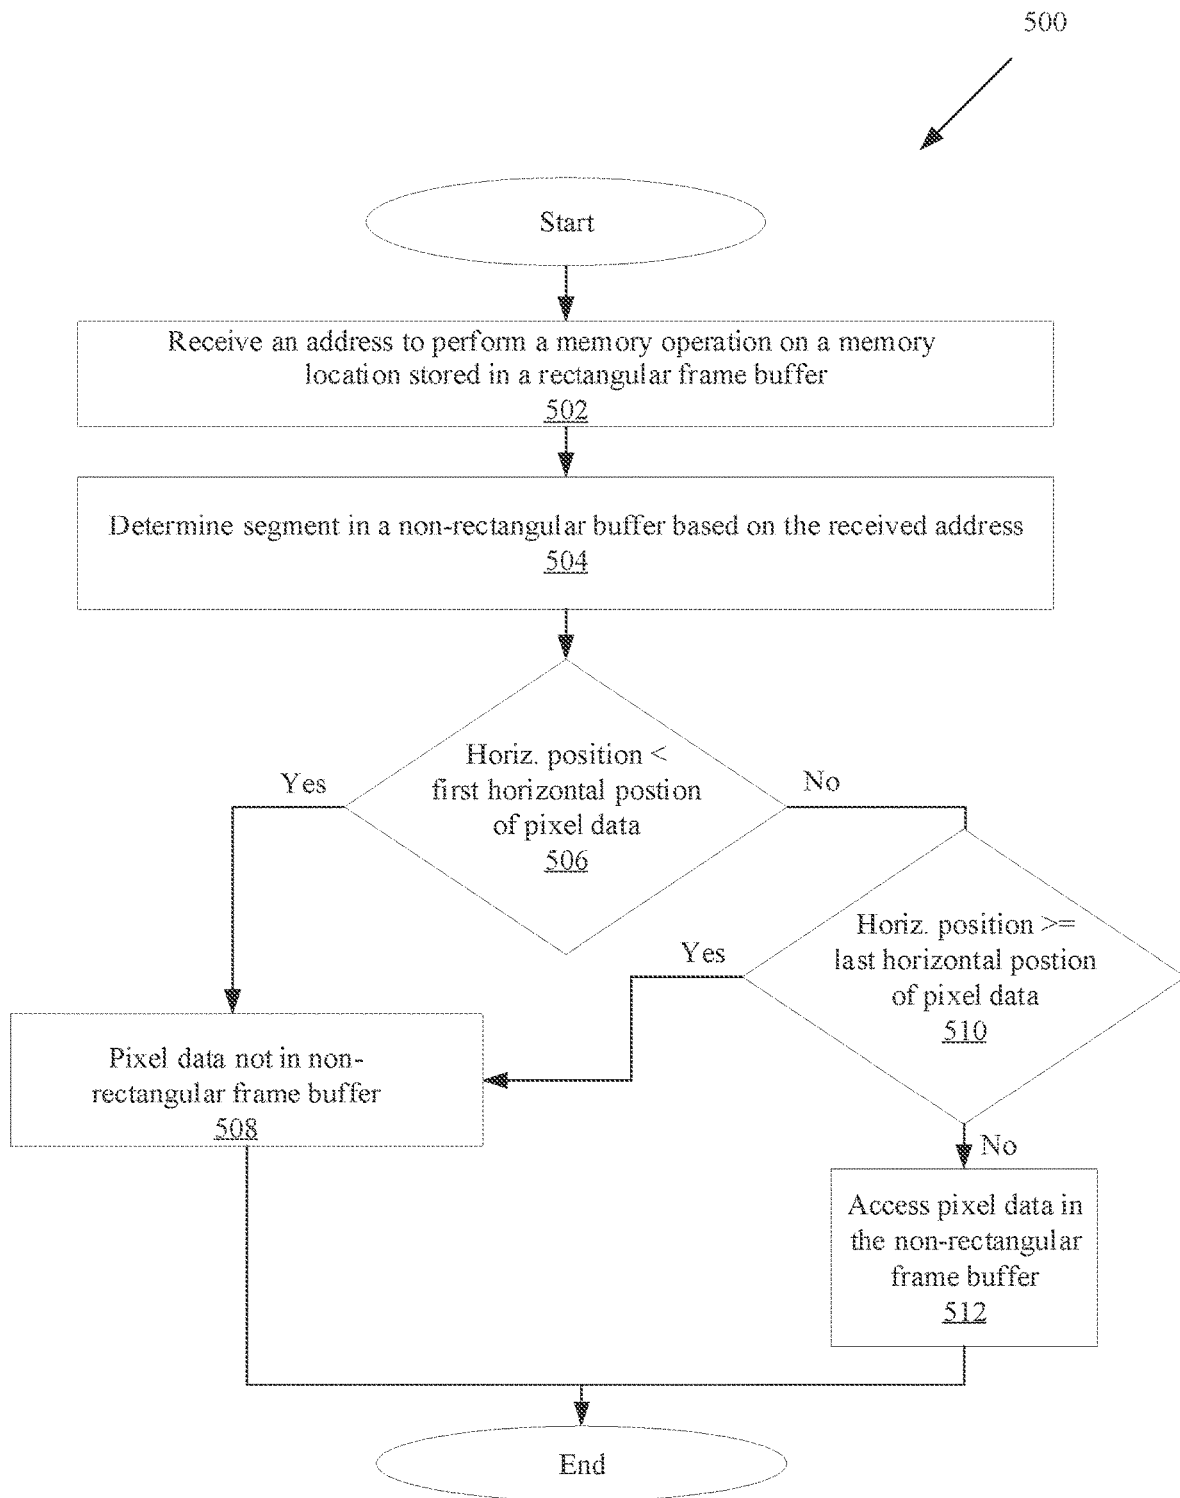 500
Start
Receive an address to perform a memory operation on a memory
location stored in a rectangular frame buffer
502
Determine segment in a non-rectangular buffer based on the received address
504
Horiz. position <
first horizontal postion
of pixel data
506
Yes
No
Horiz. position >=
last horizontal postion
of pixel data
510
Yes
No
Pixel data not in non-
rectangular frame buffer
508
Access pixel data in
the non-rectangular
frame buffer
512
End